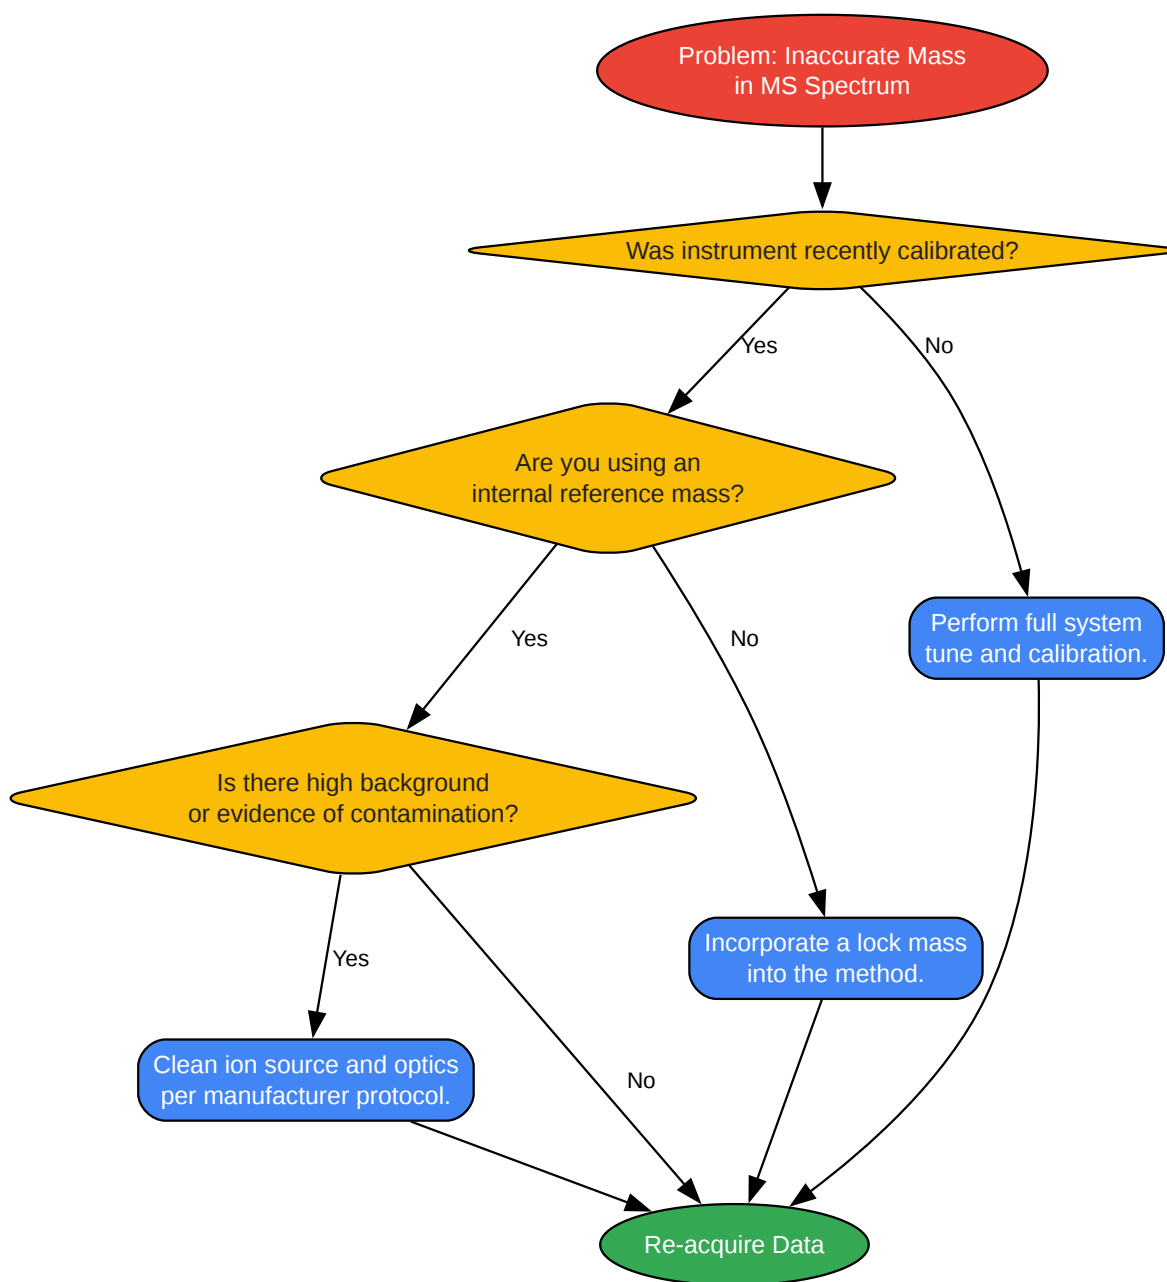 Problem: Inaccurate Mass
in MS Spectrum
Was instrument recently calibrated?
Yes
No
Are you using an
internal reference mass?
Yes
No
Perform full system
tune and calibration.
Is there high background
or evidence of contamination?
Yes
No
Incorporate a lock mass
into the method.
Clean ion source and optics
per manufacturer protocol.
Re-acquire Data